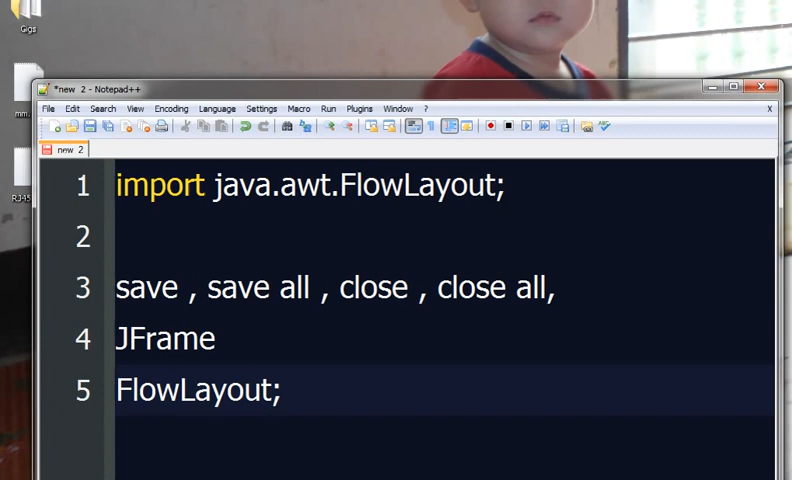 Gigs
*new 2 - Notepad++
File Edit Search View Encoding Language Settings Macro Run Plugins Window ? X
new 2
1 import java.awt.FlowLayout;
2
3 save , save all , close , close all,
4 JFrame
5 FlowLayout;